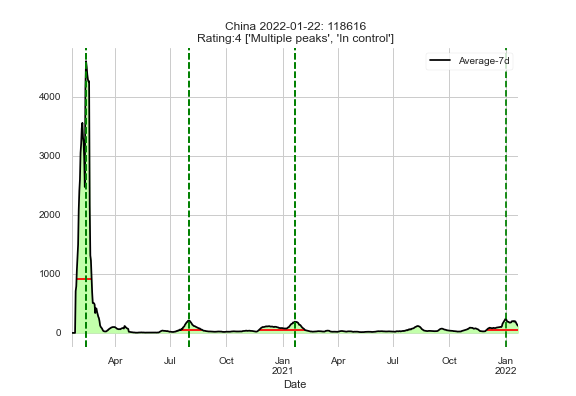 China 2022-01-22: 118616
Rating:4 ['Multiple peaks', 'In control']
Average-7d
4000
3000
2000
1000
0
Apr
Jul
Oct
Jan
2021
Apr
Jul
Oct
Jan
2022
Date